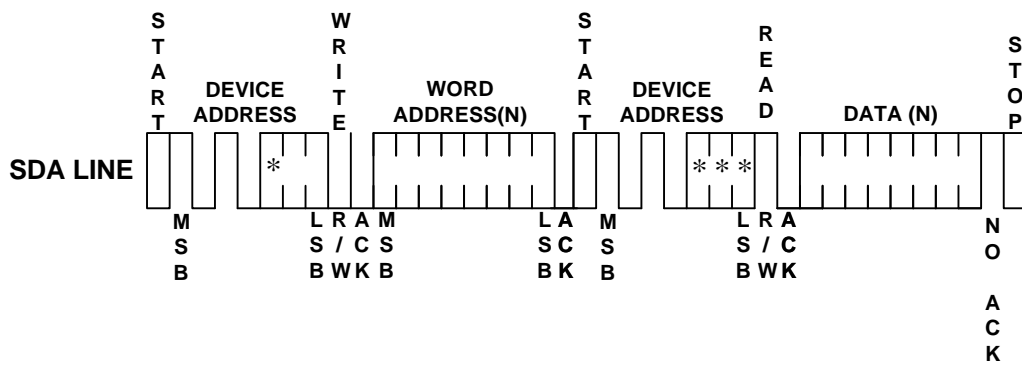 START
WRITE
START
READ
STOP
DEVICE
ADDRESS
WORD
ADDRESS(N)
DEVICE
ADDRESS
DATA (N)
SDA LINE
*
* * *
MSB
LSB
R/W
ACK
MSB
LSB
ACK
MSB
LSB
R/W
ACK
NO ACK